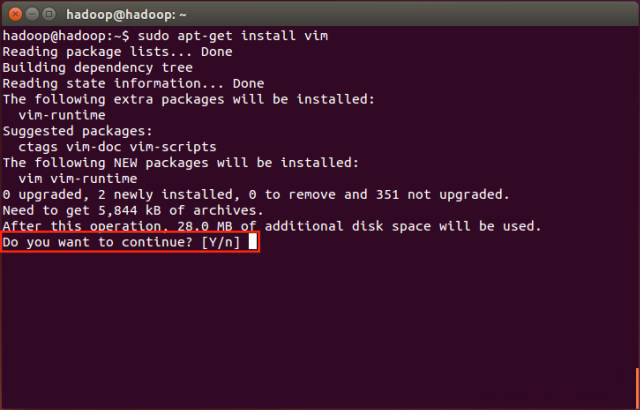 hadoop@hadoop: ~
hadoop@hadoop:~$ sudo apt-get install vim
Reading package lists... Done
Building dependency tree
Reading state information... Done
The following extra packages will be installed:
  vim-runtime
Suggested packages:
  ctags vim-doc vim-scripts
The following NEW packages will be installed:
  vim vim-runtime
0 upgraded, 2 newly installed, 0 to remove and 351 not upgraded.
Need to get 5,844 kB of archives.
After this operation, 28.0 MB of additional disk space will be used.
Do you want to continue? [Y/n]